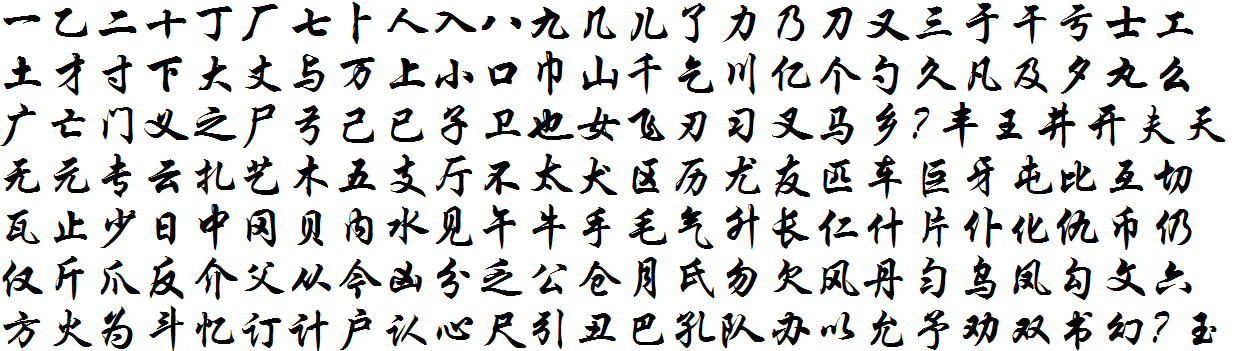 一乙二十丁厂七卜人入八九几儿了力乃刀又三于干亏士工
土才寸下大丈与万上小口巾山千乞川亿个勺久凡及夕丸么
广亡门义之尸弓己已子卫也女飞刃习叉马乡?丰王井开夫天
无元专云扎艺木五支厅不太犬区历尤友匹车巨牙屯比互切
瓦止少日中冈贝内水见午牛手毛气升长仁什片仆化仇币仍
仅斤爪反介父从今凶分乏公仓月氏勿欠风丹匀乌凤勾文六
方火为斗忆订计户认心尺引丑巴孔队办以允予劝双书幻?玉